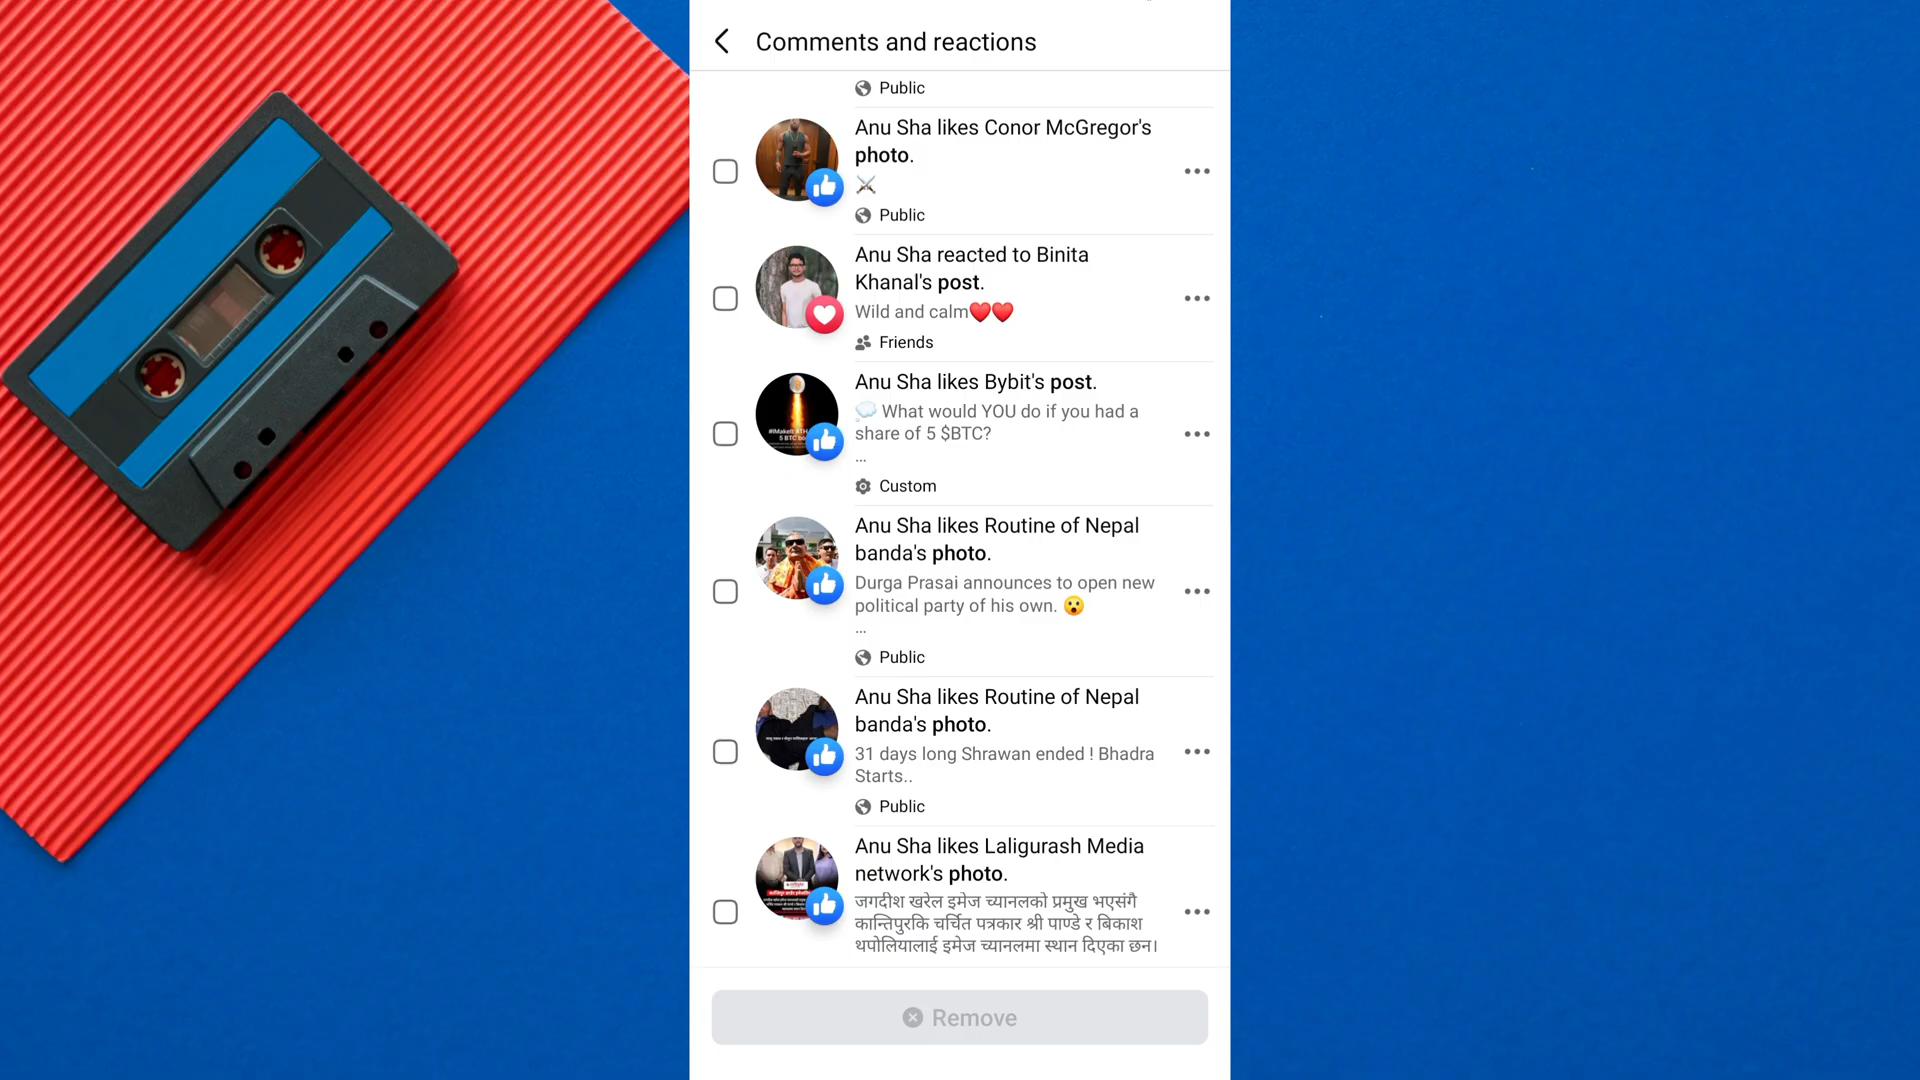 Comments and reactions
Public
Anu Sha likes Conor McGregor's
photo.
⚔️
Public
Anu Sha reacted to Binita
Khanal's post.
Wild and calm❤️❤️
Friends
Anu Sha likes Bybit's post.
💭 What would YOU do if you had a
share of 5 $BTC?
...
Custom
Anu Sha likes Routine of Nepal
banda's photo.
Durga Prasai announces to open new
political party of his own. 😮
...
Public
Anu Sha likes Routine of Nepal
banda's photo.
31 days long Shrawan ended ! Bhadra
Starts..
Public
Anu Sha likes Laligurash Media
network's photo.
जगदीश खरेल इमेज च्यानलको प्रमुख भएसंगै
कान्तिपुरकि चर्चित पत्रकार श्री पाण्डे र बिकाश
थपोलियालाई इमेज च्यानलमा स्थान दिएका छन।
Remove